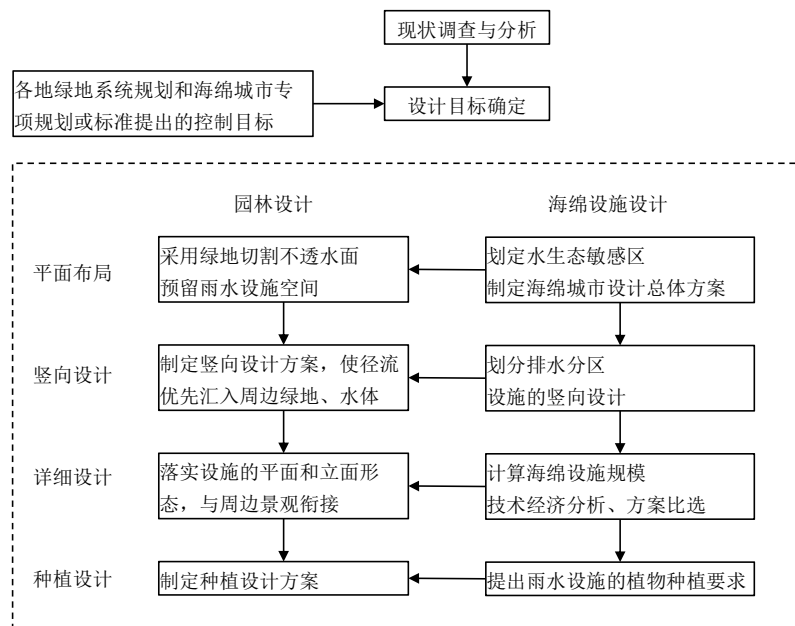 现状调查与分析
各地绿地系统规划和海绵城市专
项规划或标准提出的控制目标
设计目标确定
园林设计
海绵设施设计
平面布局
采用绿地切割不透水面
预留雨水设施空间
划定水生态敏感区
制定海绵城市设计总体方案
竖向设计
制定竖向设计方案，使径流
优先汇入周边绿地、水体
划分排水分区
设施的竖向设计
详细设计
落实设施的平面和立面形
态，与周边景观衔接
计算海绵设施规模
技术经济分析、方案比选
种植设计
制定种植设计方案
提出雨水设施的植物种植要求